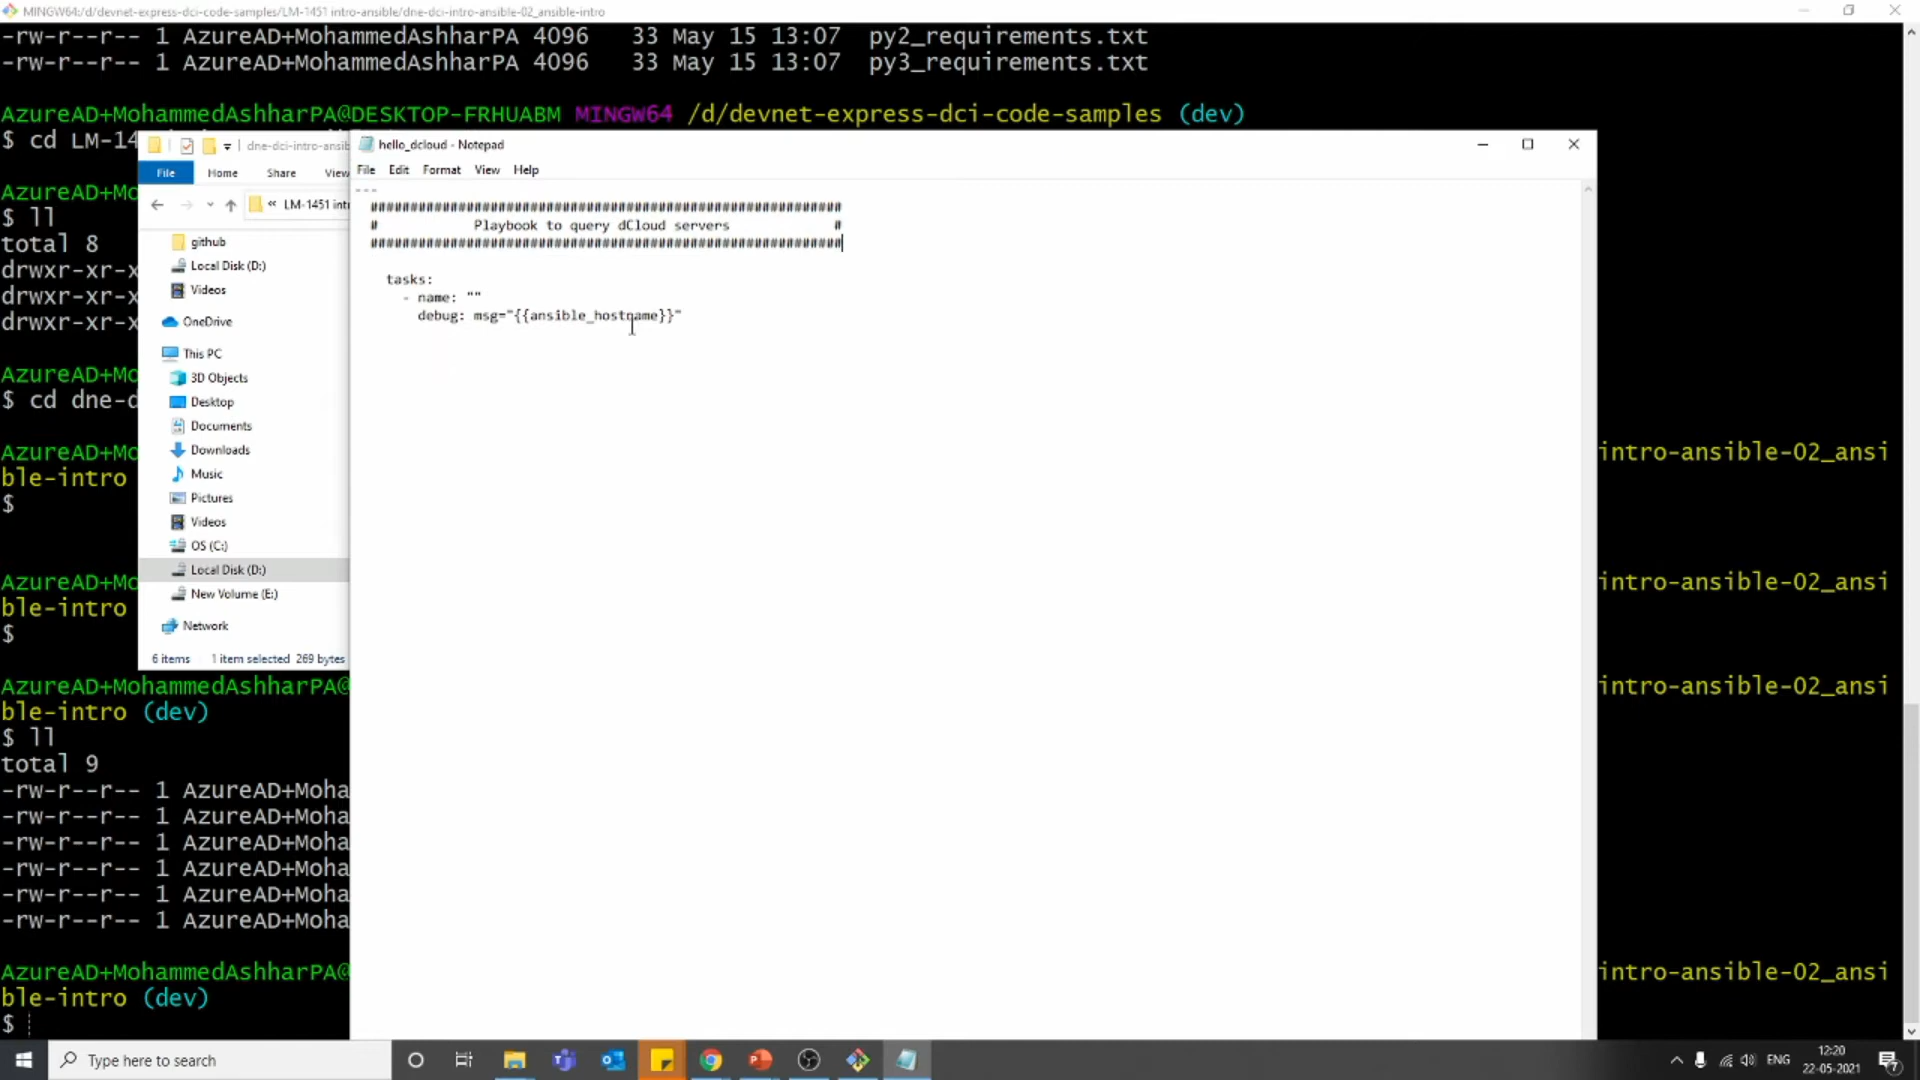 MINGW64:/d/devnet-express-dci-code-samples/LM-1451 intro-ansible/dne-dci-intro-ansible-02_ansible-intro
-rw-r--r-- 1 AzureAD+MohammedAshharPA 4096   33 May 15 13:07  py2_requirements.txt
-rw-r--r-- 1 AzureAD+MohammedAshharPA 4096   33 May 15 13:07  py3_requirements.txt
AzureAD+MohammedAshharPA@DESKTOP-FRHUABM MINGW64 /d/devnet-express-dci-code-samples (dev)
$ cd LM-14
AzureAD+Mo
$ ll
total 8
drwxr-xr-x
drwxr-xr-x
drwxr-xr-x
AzureAD+Mo
$ cd dne-d
AzureAD+Mo
intro-ansible-02_ansi
ble-intro
$
AzureAD+Mo
intro-ansible-02_ansi
ble-intro
$
AzureAD+MohammedAshharPA@
intro-ansible-02_ansi
ble-intro (dev)
$ ll
total 9
-rw-r--r-- 1 AzureAD+Moha
-rw-r--r-- 1 AzureAD+Moha
-rw-r--r-- 1 AzureAD+Moha
-rw-r--r-- 1 AzureAD+Moha
-rw-r--r-- 1 AzureAD+Moha
-rw-r--r-- 1 AzureAD+Moha
AzureAD+MohammedAshharPA@
intro-ansible-02_ansi
ble-intro (dev)
$
dne-dci-intro-ansib
File Home Share View
« LM-1451 intr
github
Local Disk (D:)
Videos
OneDrive
This PC
3D Objects
Desktop
Documents
Downloads
Music
Pictures
Videos
OS (C:)
Local Disk (D:)
New Volume (E:)
Network
6 items 1 item selected 269 bytes
hello_dcloud - Notepad
File Edit Format View Help
---
###########################################################
# Playbook to query dCloud servers #
###########################################################
tasks:
- name: ""
debug: msg="{{ansible_hostname}}"
Type here to search
ENG
12:20
22-05-2021
7